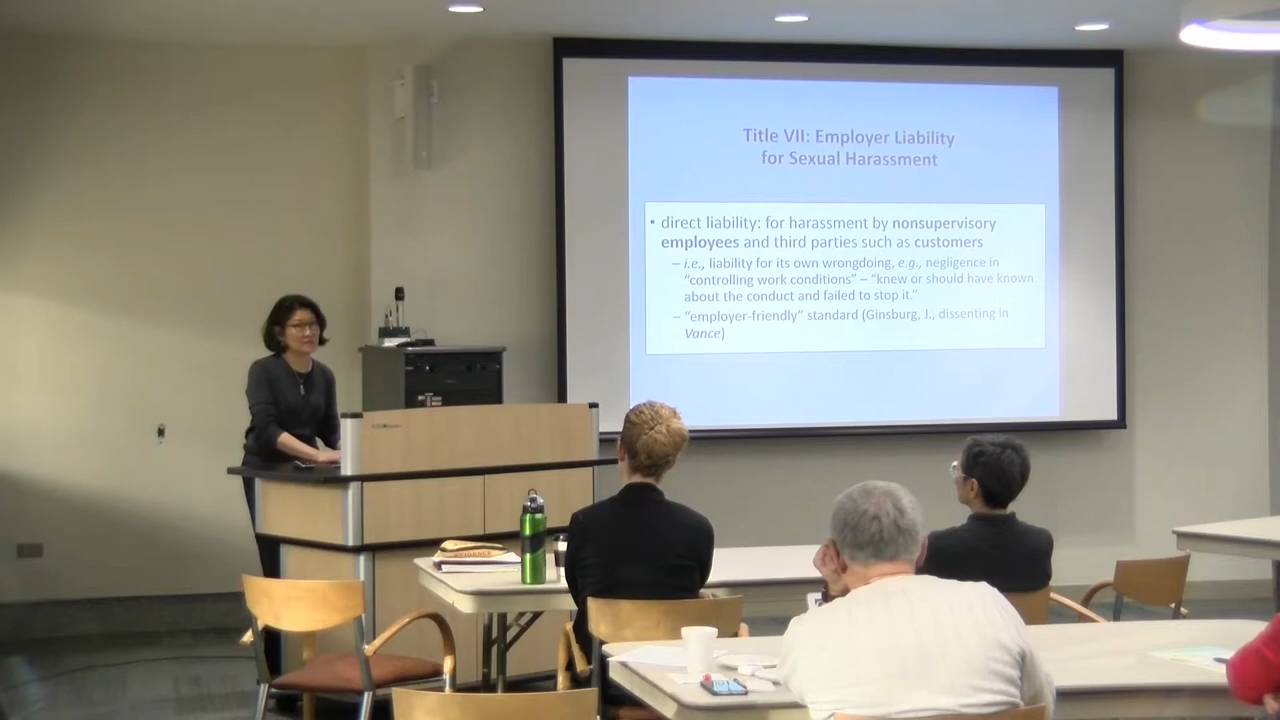 Title VII: Employer Liability
for Sexual Harassment
• direct liability: for harassment by nonsupervisory
employees and third parties such as customers
– i.e., liability for its own wrongdoing, e.g., negligence in
“controlling work conditions” – “knew or should have known
about the conduct and failed to stop it.”
– “employer-friendly” standard (Ginsburg, J., dissenting in
Vance)
EVIDENCE